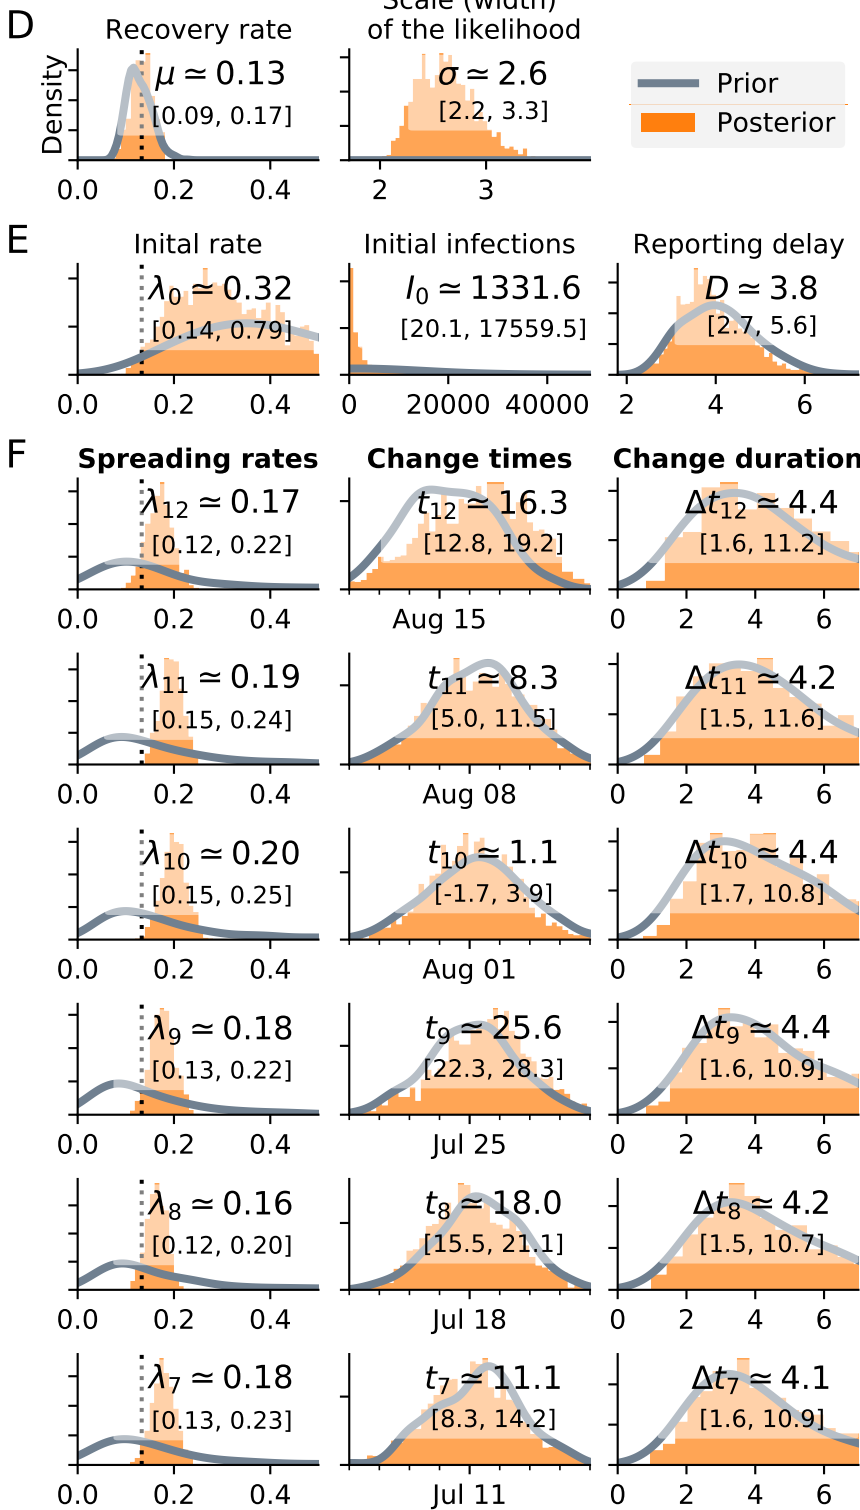 D
Recovery rate
Scale (width)
of the likelihood
Density
μ ≃ 0.13
[0.09, 0.17]
0.0 0.2 0.4
σ ≃ 2.6
[2.2, 3.3]
2 3
Prior
Posterior
E
Inital rate
λ0 ≃ 0.32
[0.14, 0.79]
0.0 0.2 0.4
Initial infections
I0 ≃ 1331.6
[20.1, 17559.5]
0 20000 40000
Reporting delay
D ≃ 3.8
[2.7, 5.6]
2 4 6
F
Spreading rates Change times Change duration
λ12 ≃ 0.17
[0.12, 0.22]
0.0 0.2 0.4
t12 ≃ 16.3
[12.8, 19.2]
Aug 15
Δt12 ≃ 4.4
[1.6, 11.2]
0 2 4 6
λ11 ≃ 0.19
[0.15, 0.24]
0.0 0.2 0.4
t11 ≃ 8.3
[5.0, 11.5]
Aug 08
Δt11 ≃ 4.2
[1.5, 11.6]
0 2 4 6
λ10 ≃ 0.20
[0.15, 0.25]
0.0 0.2 0.4
t10 ≃ 1.1
[-1.7, 3.9]
Aug 01
Δt10 ≃ 4.4
[1.7, 10.8]
0 2 4 6
λ9 ≃ 0.18
[0.13, 0.22]
0.0 0.2 0.4
t9 ≃ 25.6
[22.3, 28.3]
Jul 25
Δt9 ≃ 4.4
[1.6, 10.9]
0 2 4 6
λ8 ≃ 0.16
[0.12, 0.20]
0.0 0.2 0.4
t8 ≃ 18.0
[15.5, 21.1]
Jul 18
Δt8 ≃ 4.2
[1.5, 10.7]
0 2 4 6
λ7 ≃ 0.18
[0.13, 0.23]
0.0 0.2 0.4
t7 ≃ 11.1
[8.3, 14.2]
Jul 11
Δt7 ≃ 4.1
[1.6, 10.9]
0 2 4 6